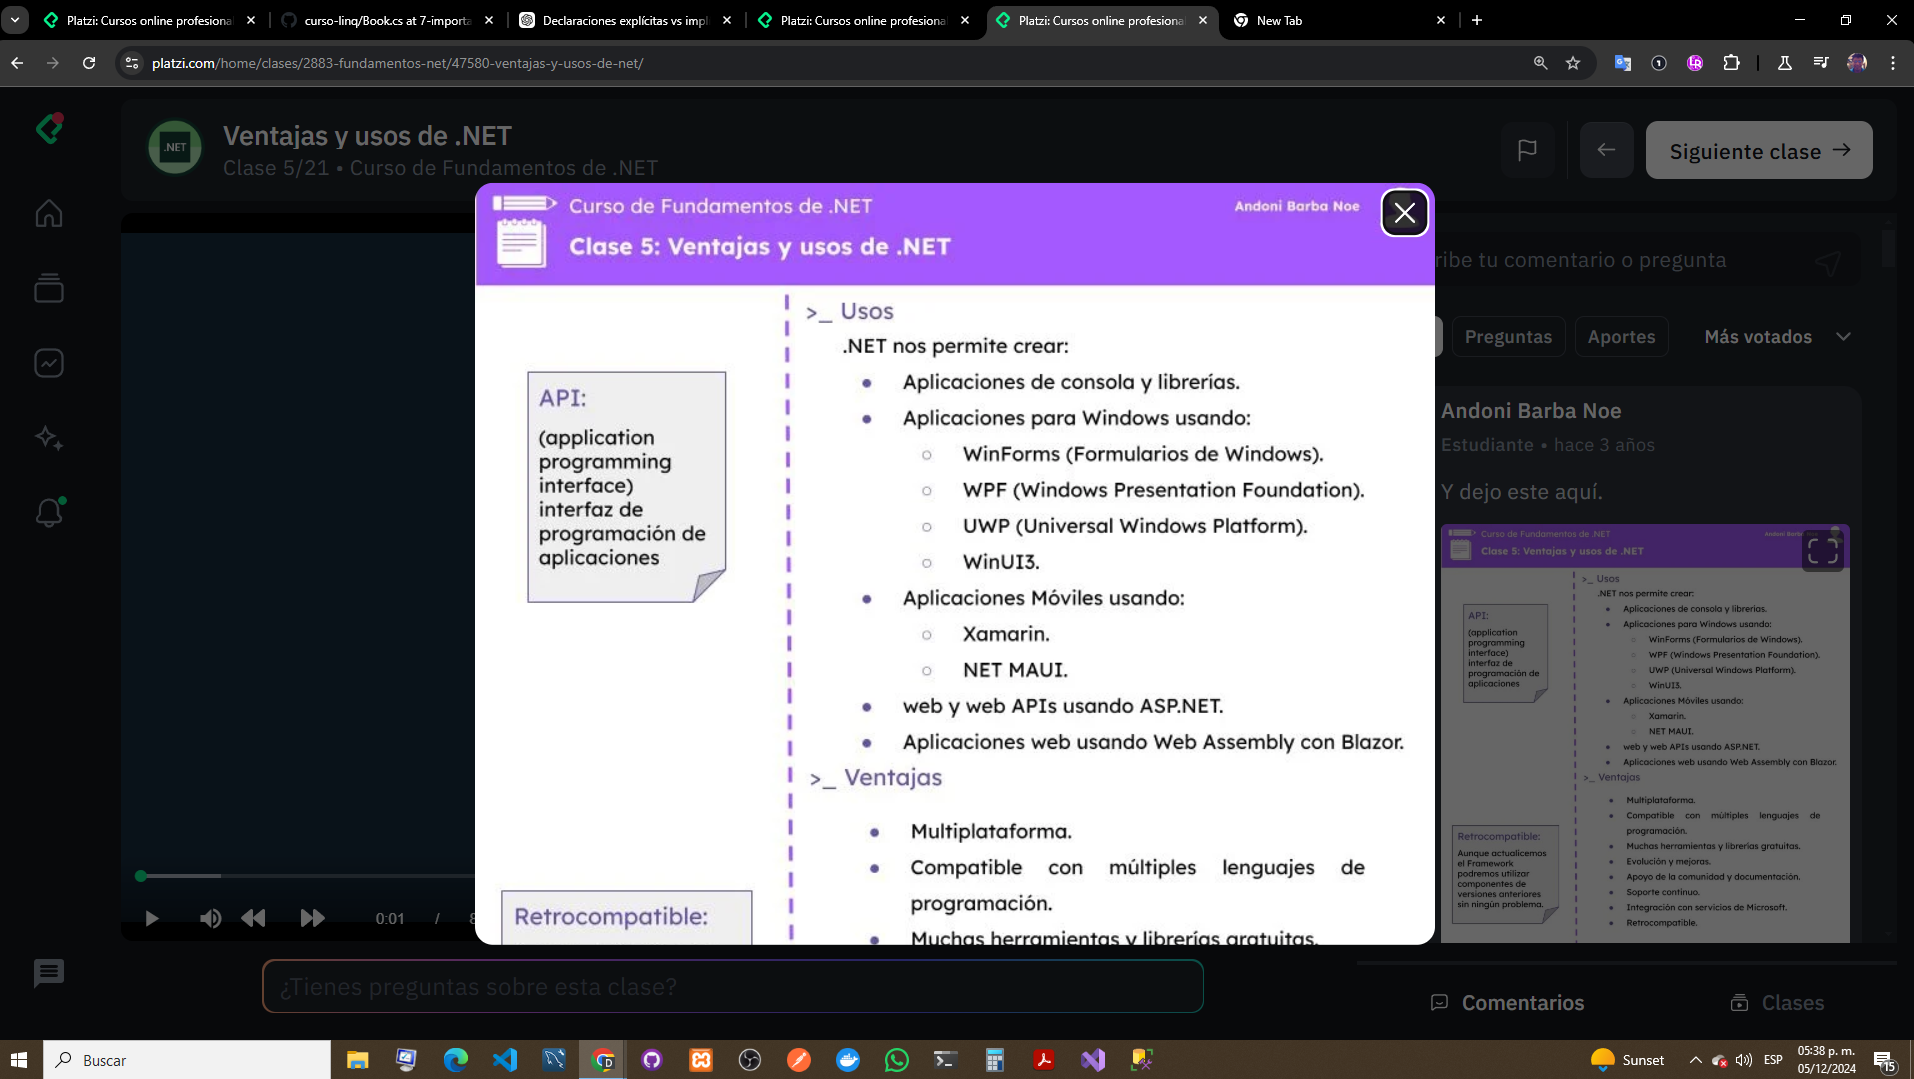 Platzi: Cursos online profesiona
curso-linq/Book.cs at 7-importa
Declaraciones explícitas vs impl
Platzi: Cursos online profesiona
Platzi: Cursos online profesiona
New Tab
platzi.com/home/clases/2883-fundamentos-net/47580-ventajas-y-usos-de-net/
.NET
Ventajas y usos de .NET
Clase 5/21 • Curso de Fundamentos de .NET
Siguiente clase
Curso de Fundamentos de .NET
Andoni Barba Noe
Clase 5: Ventajas y usos de .NET
>_ Usos
.NET nos permite crear:
Aplicaciones de consola y librerías.
Aplicaciones para Windows usando:
WinForms (Formularios de Windows).
WPF (Windows Presentation Foundation).
UWP (Universal Windows Platform).
WinUI3.
Aplicaciones Móviles usando:
Xamarin.
NET MAUI.
web y web APIs usando ASP.NET.
Aplicaciones web usando Web Assembly con Blazor.
>_ Ventajas
Multiplataforma.
Compatible con múltiples lenguajes de
programación.
Muchas herramientas y librerías gratuitas.
API:
(application
programming
interface)
interfaz de
programación de
aplicaciones
Retrocompatible:
ribe tu comentario o pregunta
Preguntas
Aportes
Más votados
Andoni Barba Noe
Estudiante • hace 3 años
Y dejo este aquí.
Curso de Fundamentos de .NET
Clase 5: Ventajas y usos de .NET
>_ Usos
.NET nos permite crear:
Aplicaciones de consola y librerías.
Aplicaciones para Windows usando:
WinForms (Formularios de Windows).
WPF (Windows Presentation Foundation).
UWP (Universal Windows Platform).
WinUI3.
Aplicaciones Móviles usando:
Xamarin.
NET MAUI.
web y web APIs usando ASP.NET.
Aplicaciones web usando Web Assembly con Blazor.
>_ Ventajas
Multiplataforma.
Compatible con múltiples lenguajes de
programación.
Muchas herramientas y librerías gratuitas.
Evolución y mejoras.
Apoyo de la comunidad y documentación.
Soporte continuo.
Integración con servicios de Microsoft.
Retrocompatible.
API:
(application
programming
interface)
interfaz de
programación de
aplicaciones
Retrocompatible:
Aunque actualicemos
el Framework
podremos utilizar
componentes de
versiones anteriores
sin ningún problema.
0:01 / 8
¿Tienes preguntas sobre esta clase?
Comentarios
Clases
Buscar
Sunset
ESP
05:38 p. m.
05/12/2024
15